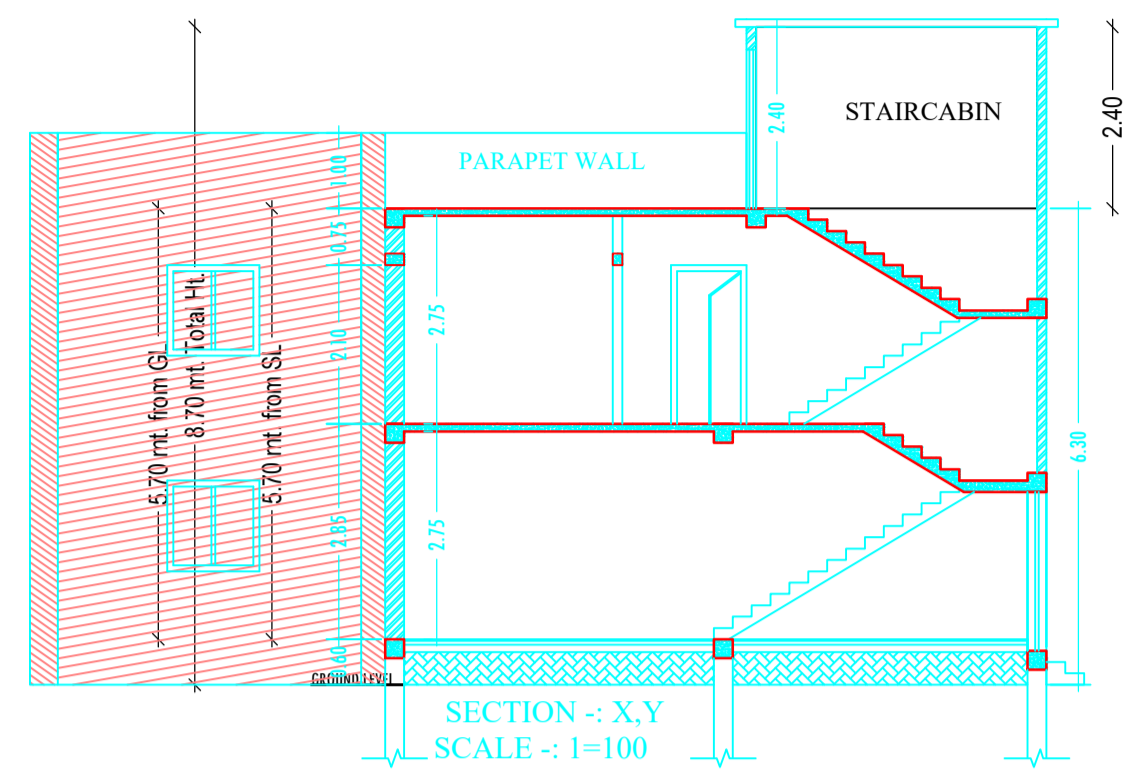 2.40
STAIRCABIN
2.40
PARAPET WALL
1.00
0.75
5.70 mt. from GL
8.70 mt. Total Ht.
5.70 mt. from SL
2.10
2.75
6.30
2.85
2.75
0.60
GROUND LEVEL
SECTION -: X,Y
SCALE -: 1=100